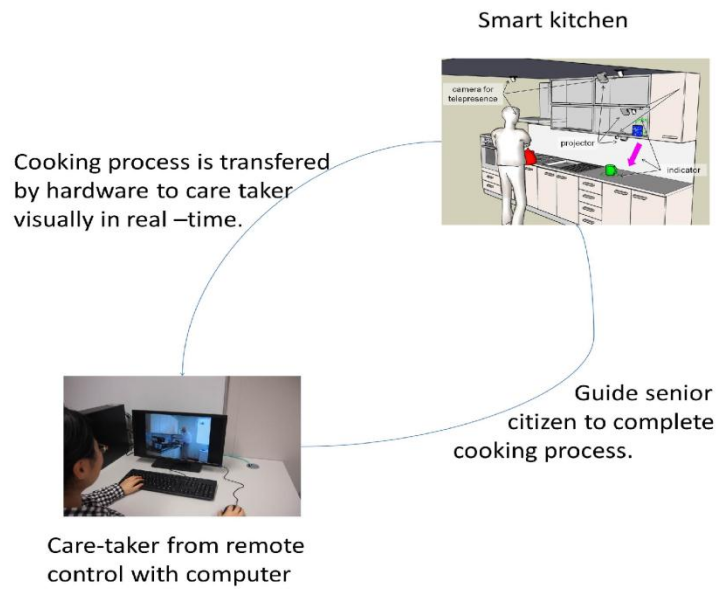 Smart kitchen
camera for
telepresence
projector
indicator
Cooking process is transfered
by hardware to care taker
visually in real –time.
Guide senior
citizen to complete
cooking process.
Care-taker from remote
control with computer